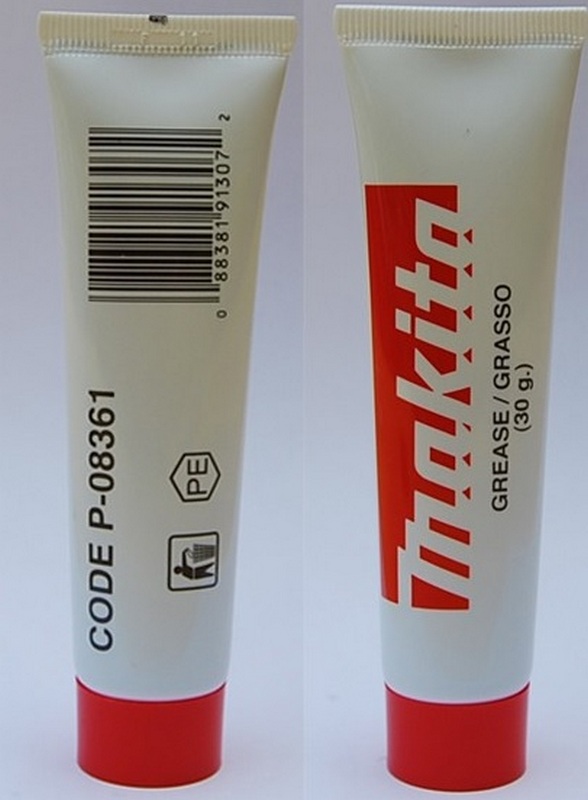 0 88381 91307 2
CODE P-08361
PE
makita
GREASE / GRASSO
(30 g.)